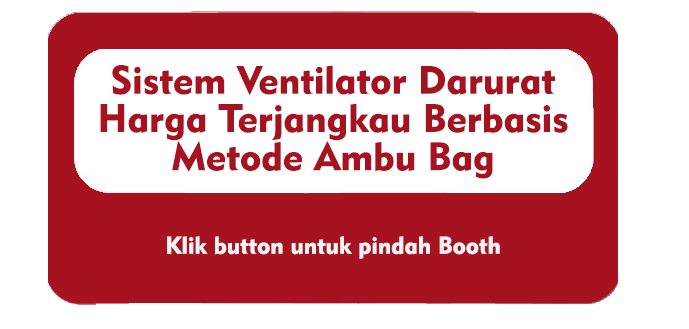 Sistem Ventilator Darurat
Harga Terjangkau Berbasis
Metode Ambu Bag
Klik button untuk pindah Booth